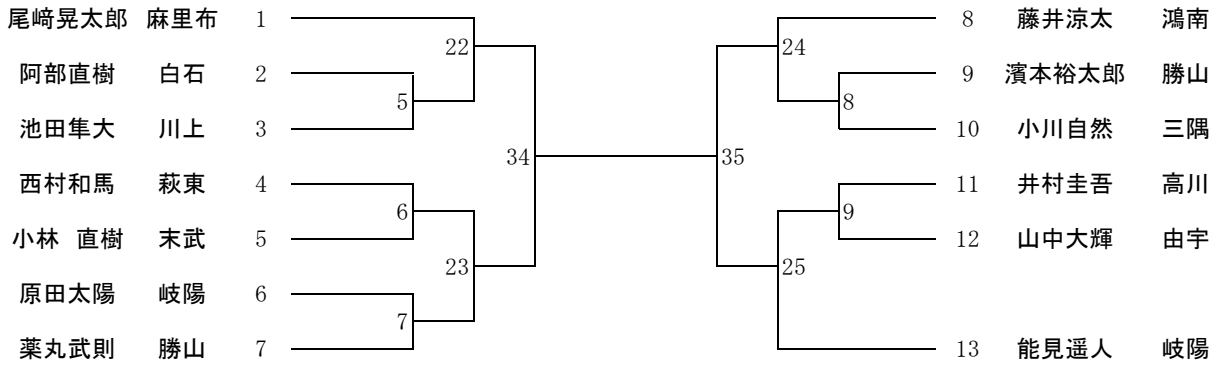 尾﨑晃太郎 麻里布 1
22
阿部直樹 白石 2
5
池田隼大 川上 3
34
西村和馬 萩東 4
6
小林 直樹 末武 5
23
原田太陽 岐陽 6
7
薬丸武則 勝山 7
8 藤井涼太 鴻南
24
9 濱本裕太郎 勝山
8
10 小川自然 三隅
35
11 井村圭吾 高川
9
12 山中大輝 由宇
25
13 能見遥人 岐陽